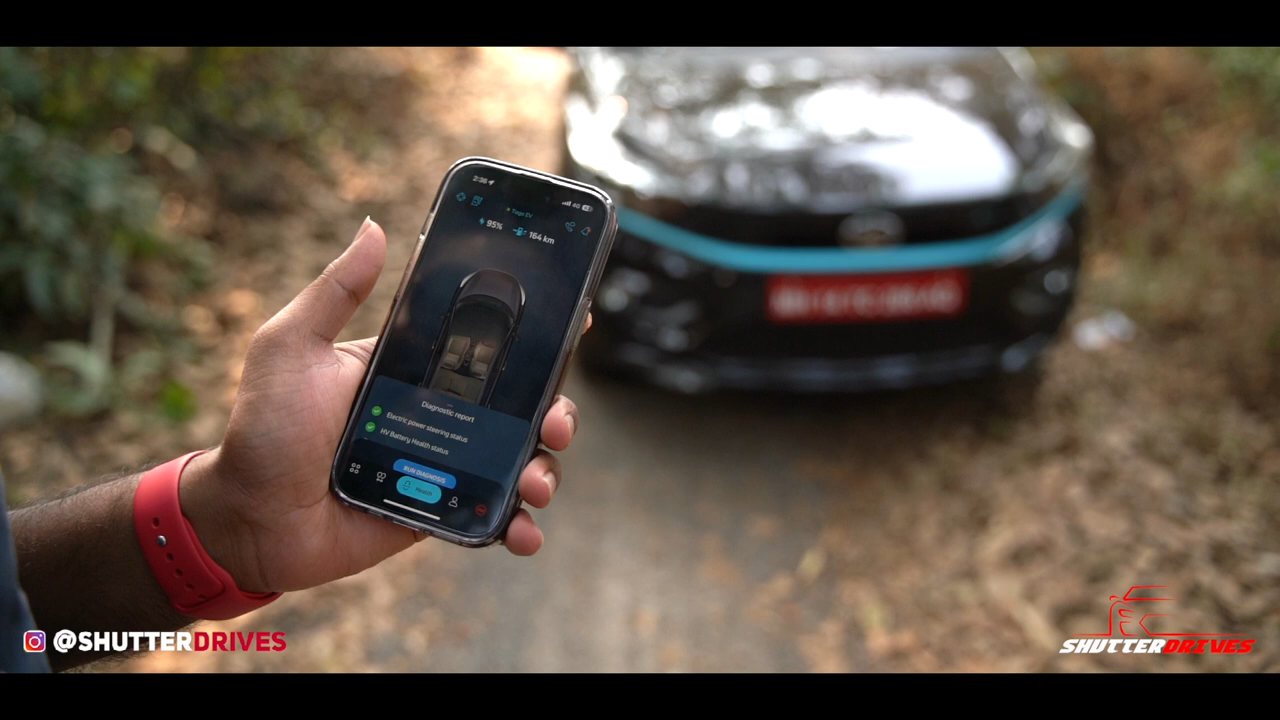 2:36
4G
Tiago EV
95% 164 km
Diagnostic report
Electric power steering status
HV Battery Health status
RUN DIAGNOSIS
Health
@SHUTTERDRIVES
SHUTTERDRIVES